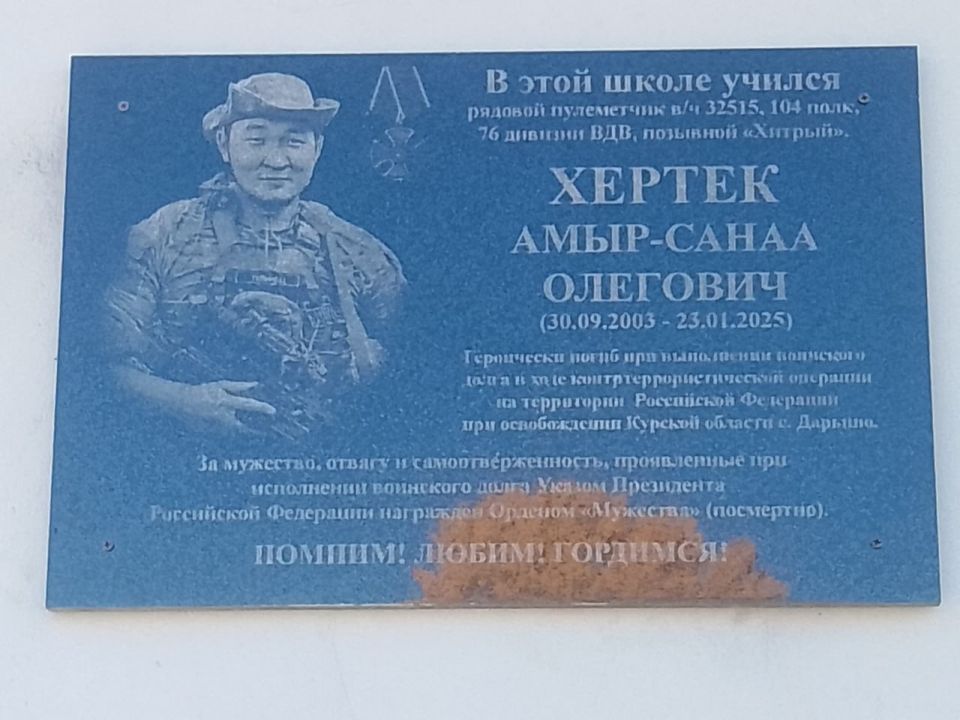 В этой школе учился
рядовой пулеметчик в/ч 32515, 104 полк,
76 дивизии ВДВ, позывной «Хитрый».
ХЕРТЕК
АМЫР-САНАА
ОЛЕГОВИЧ
(30.09.2003 - 23.01.2025)
Героически погиб при выполнении воинского
долга в ходе контртеррористической операции
на территории Российской Федерации
при освобождении Курской области с. Дарьино.
За мужество, отвагу и самоотверженность, проявленные при
исполнении воинского долга Указом Президента
Российской Федерации награжден Орденом «Мужества» (посмертно).
ПОМНИМ! ЛЮБИМ! ГОРДИМСЯ!